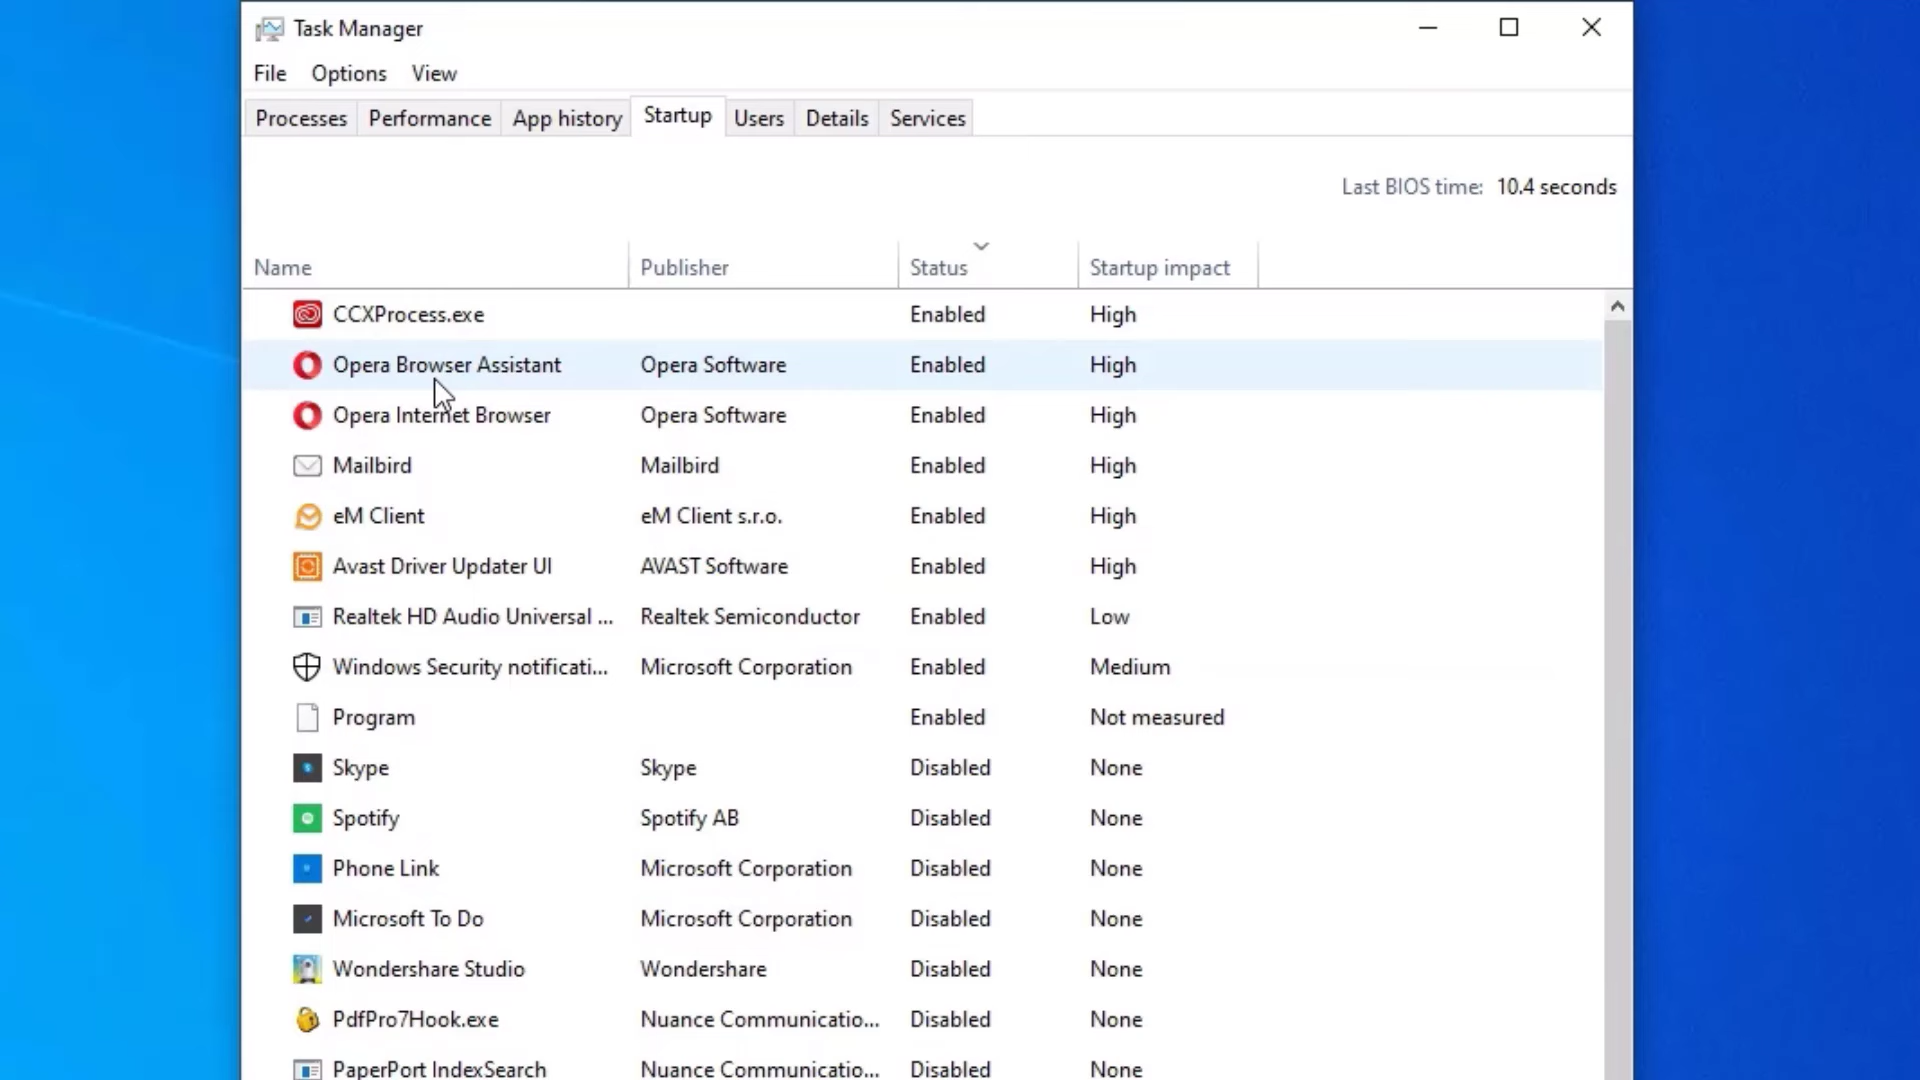 Task Manager
File Options View
Processes Performance App history Startup Users Details Services
Last BIOS time: 10.4 seconds
Name Publisher Status Startup impact
CCXProcess.exe Enabled High
Opera Browser Assistant Opera Software Enabled High
Opera Internet Browser Opera Software Enabled High
Mailbird Mailbird Enabled High
eM Client eM Client s.r.o. Enabled High
Avast Driver Updater UI AVAST Software Enabled High
Realtek HD Audio Universal ... Realtek Semiconductor Enabled Low
Windows Security notificati... Microsoft Corporation Enabled Medium
Program Enabled Not measured
Skype Skype Disabled None
Spotify Spotify AB Disabled None
Phone Link Microsoft Corporation Disabled None
Microsoft To Do Microsoft Corporation Disabled None
Wondershare Studio Wondershare Disabled None
PdfPro7Hook.exe Nuance Communicatio... Disabled None
PaperPort IndexSearch Nuance Communicatio... Disabled None